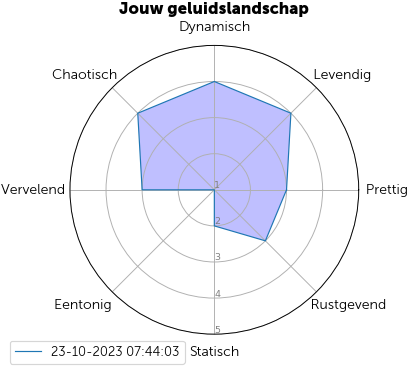 Jouw geluidslandschap
Dynamisch
Chaotisch
Levendig
Vervelend
1
Prettig
2
3
4
Eentonig
Rustgevend
5
23-10-2023 07:44:03
Statisch